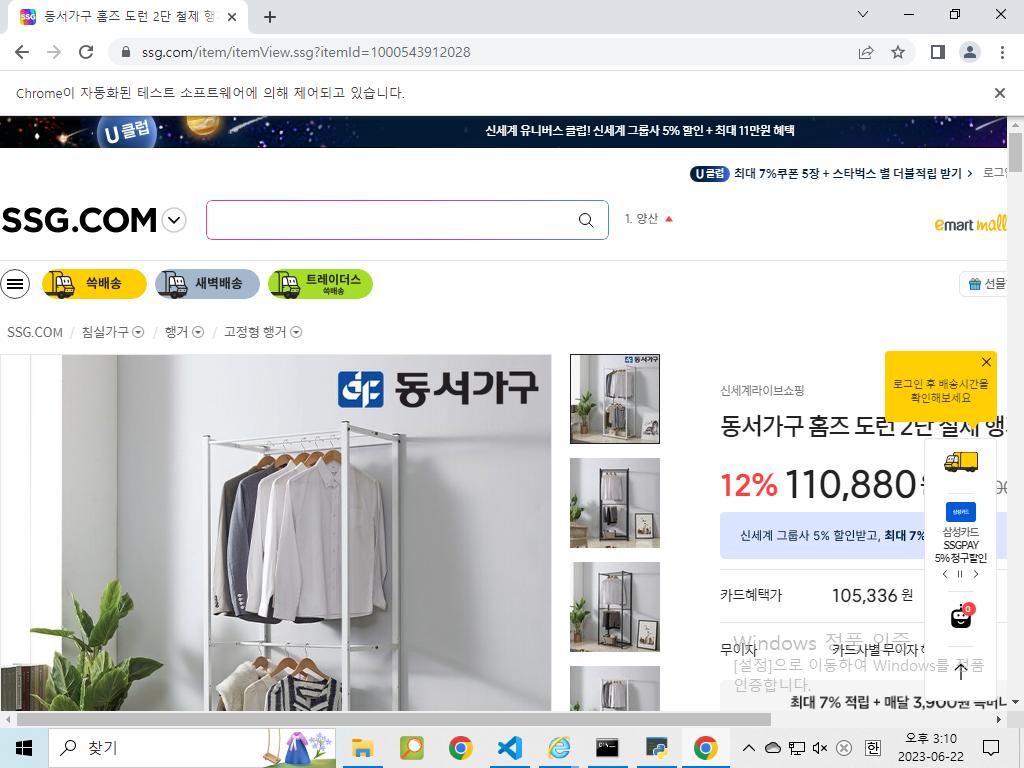 동서가구 홈즈 도런 2단 철제 행
ssg.com/item/itemView.ssg?itemId=1000543912028
Chrome이 자동화된 테스트 소프트웨어에 의해 제어되고 있습니다.
U 클럽
신세계 유니버스 클럽! 신세계 그룹사 5% 할인 + 최대 11만원 혜택
U 클럽 최대 7%쿠폰 5장 + 스타벅스 별 더블적립 받기 > 로그인
SSG.COM
1. 양산
emart mall
쓱배송
새벽배송
트레이더스
쓱배송
선물
SSG.COM / 침실가구 / 행거 / 고정형 행거
동서가구
동서가구
신세계라이브쇼핑
로그인 후 배송시간을
확인해보세요
동서가구 홈즈 도런 2단 철제 행
12% 110,880
신세계 그룹사 5% 할인받고, 최대 7%
삼성카드
삼성카드
SSGPAY
5% 청구할인
카드혜택가 105,336 원
0
무이자 카드사별 무이자
Windows 정품 인증
[설정]으로 이동하여 Windows를 정품
인증합니다.
최대 7% 적립 + 매달 3,900원
찾기
한
오후 3:10
2023-06-22